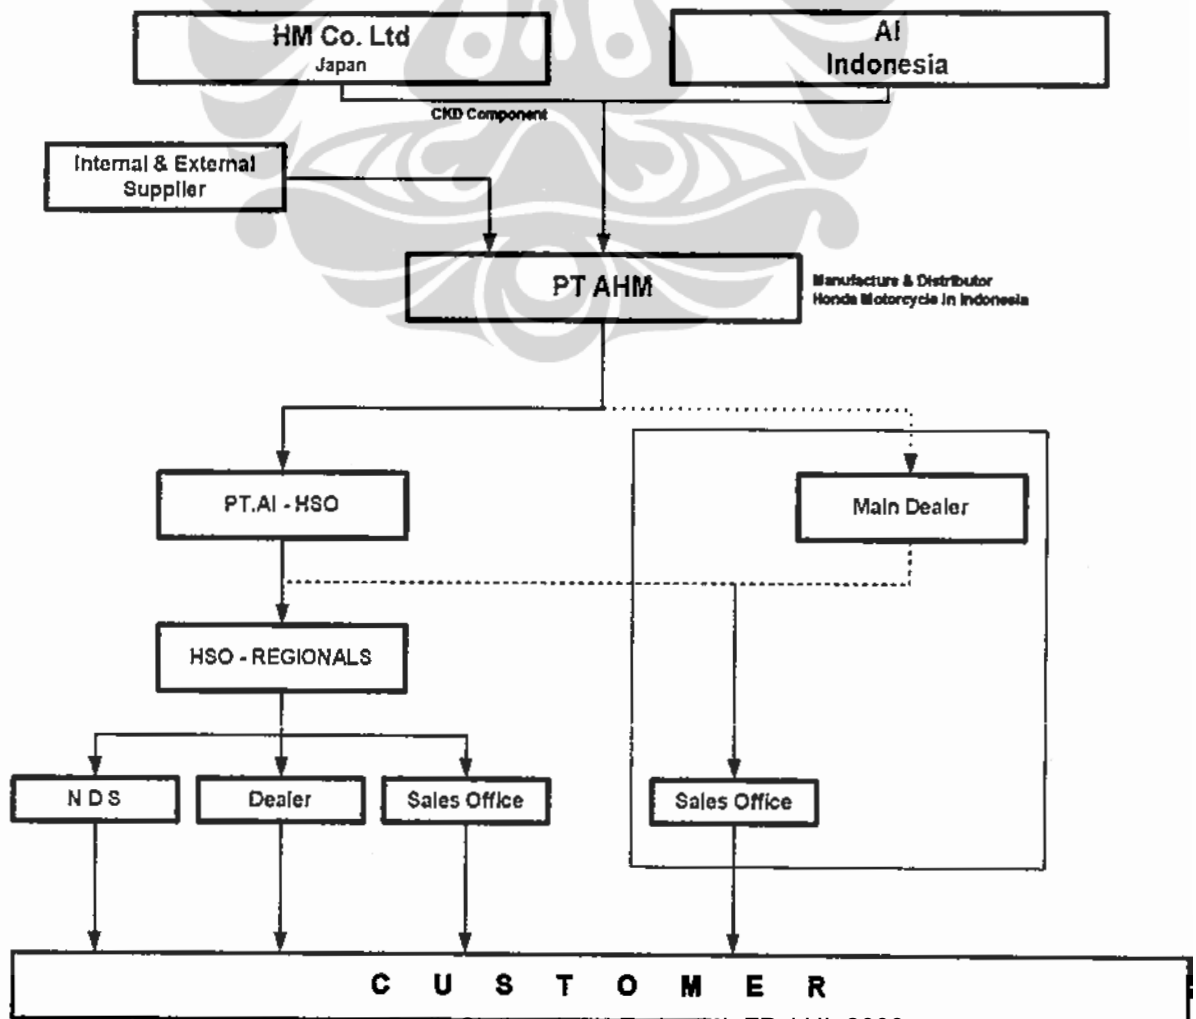 HM Co. Ltd
Japan
AI
Indonesia
CKD Component
Internal & External
Supplier
PT AHM
Manufacture & Distributor
Honda Motorcycle in Indonesia
PT.AI - HSO
Main Dealer
HSO - REGIONALS
N D S
Dealer
Sales Office
Sales Office
C U S T O M E R